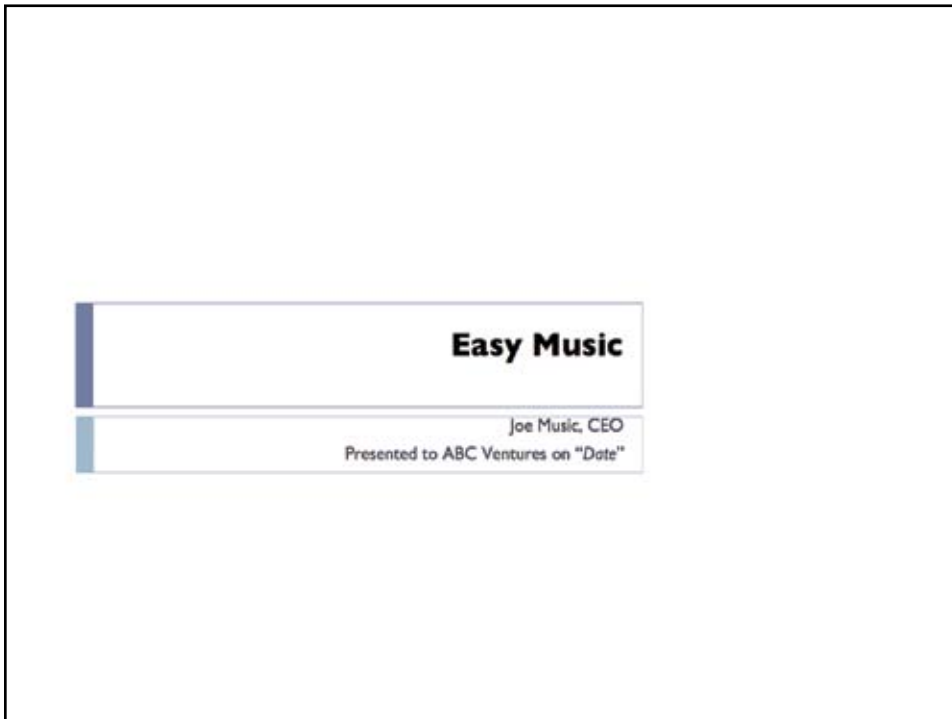 Easy Music
Joe Music, CEO
Presented to ABC Ventures on “Date”